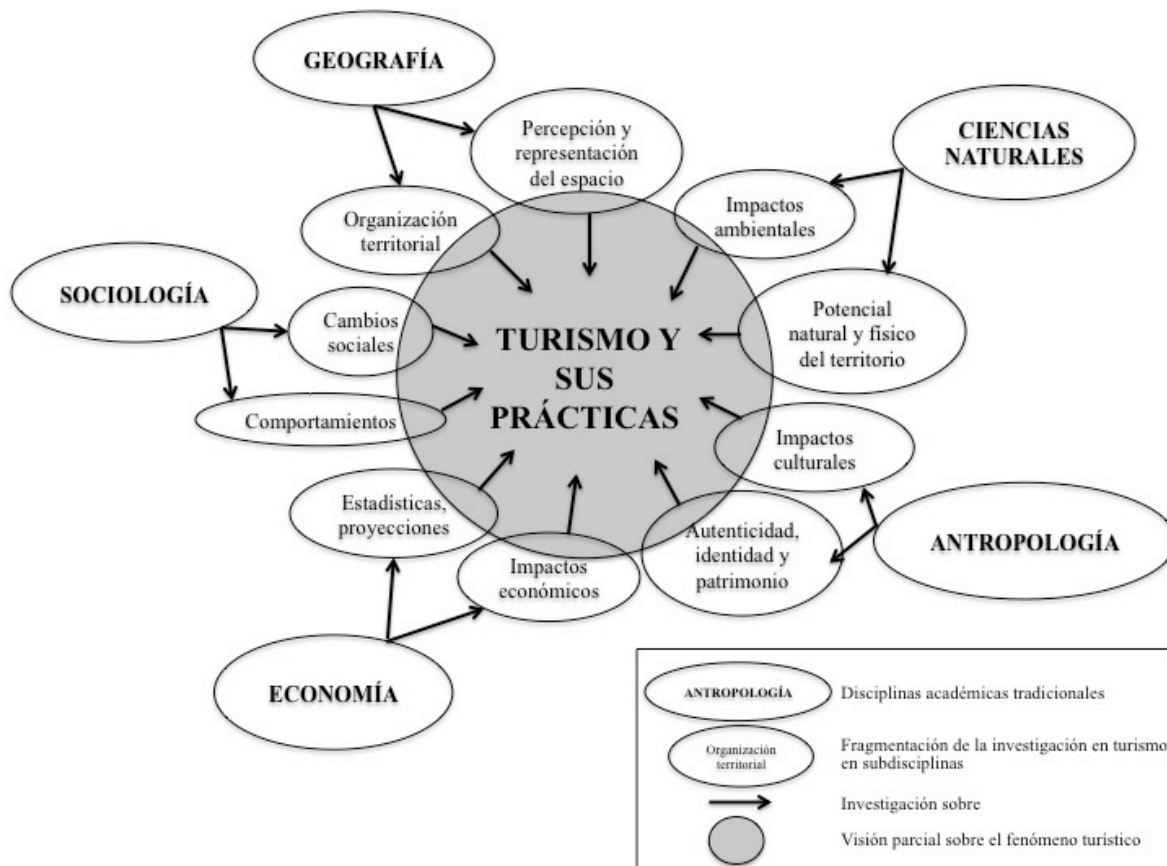 GEOGRAFÍA
Percepción y
representación
del espacio
Organización
territorial
CIENCIAS
NATURALES
Impactos
ambientales
Potencial
natural y físico
del territorio
SOCIOLOGÍA
Cambios
sociales
Comportamientos
TURISMO Y
SUS
PRÁCTICAS
Impactos
culturales
Autenticidad,
identidad y
patrimonio
ANTROPOLOGÍA
Estadísticas,
proyecciones
Impactos
económicos
ECONOMÍA
ANTROPOLOGÍA
Disciplinas académicas tradicionales
Organización
territorial
Fragmentación de la investigación en turismo
en subdisciplinas
Investigación sobre
Visión parcial sobre el fenómeno turístico